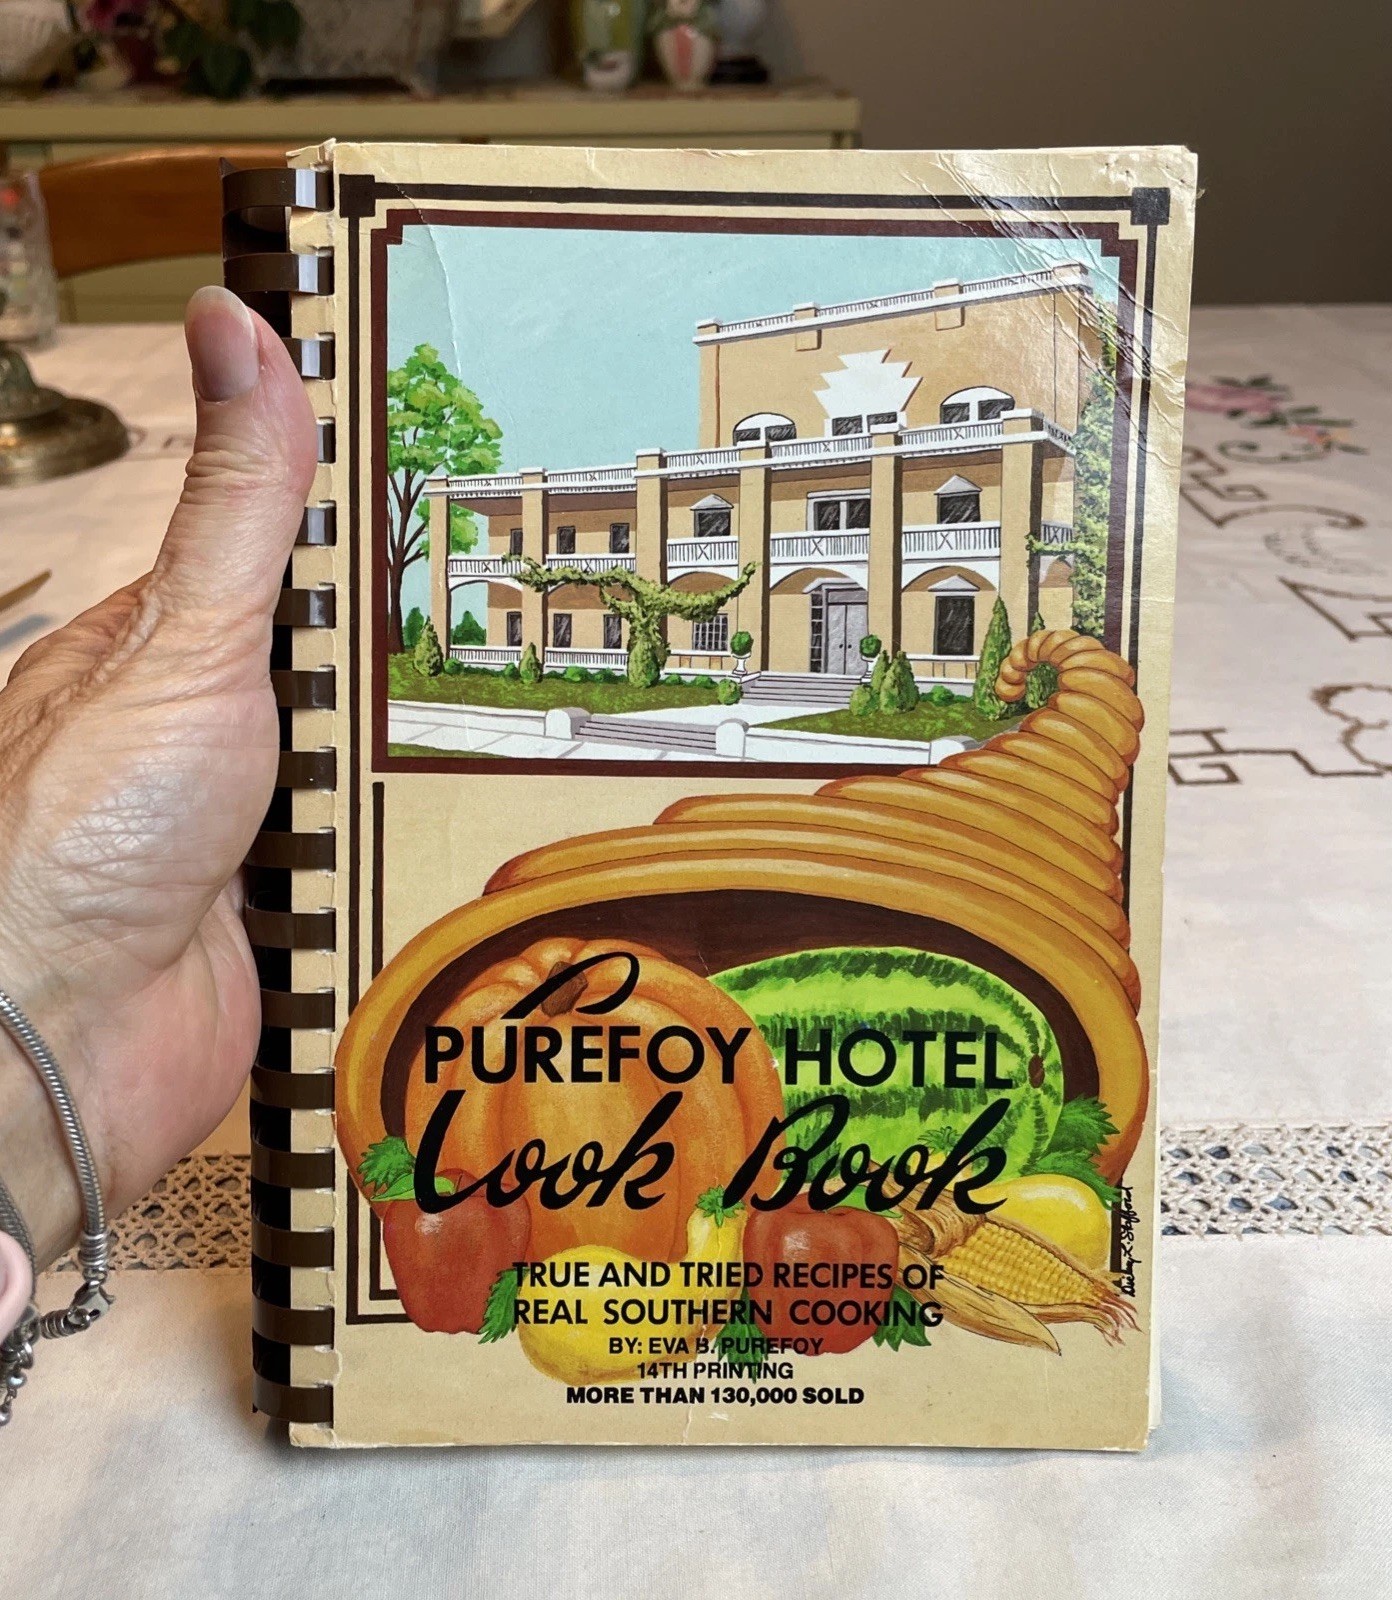 PUREFOY HOTEL
Cook Book
TRUE AND TRIED RECIPES OF
REAL SOUTHERN COOKING
BY: EVA B. PUREFOY
14TH PRINTING
MORE THAN 130,000 SOLD